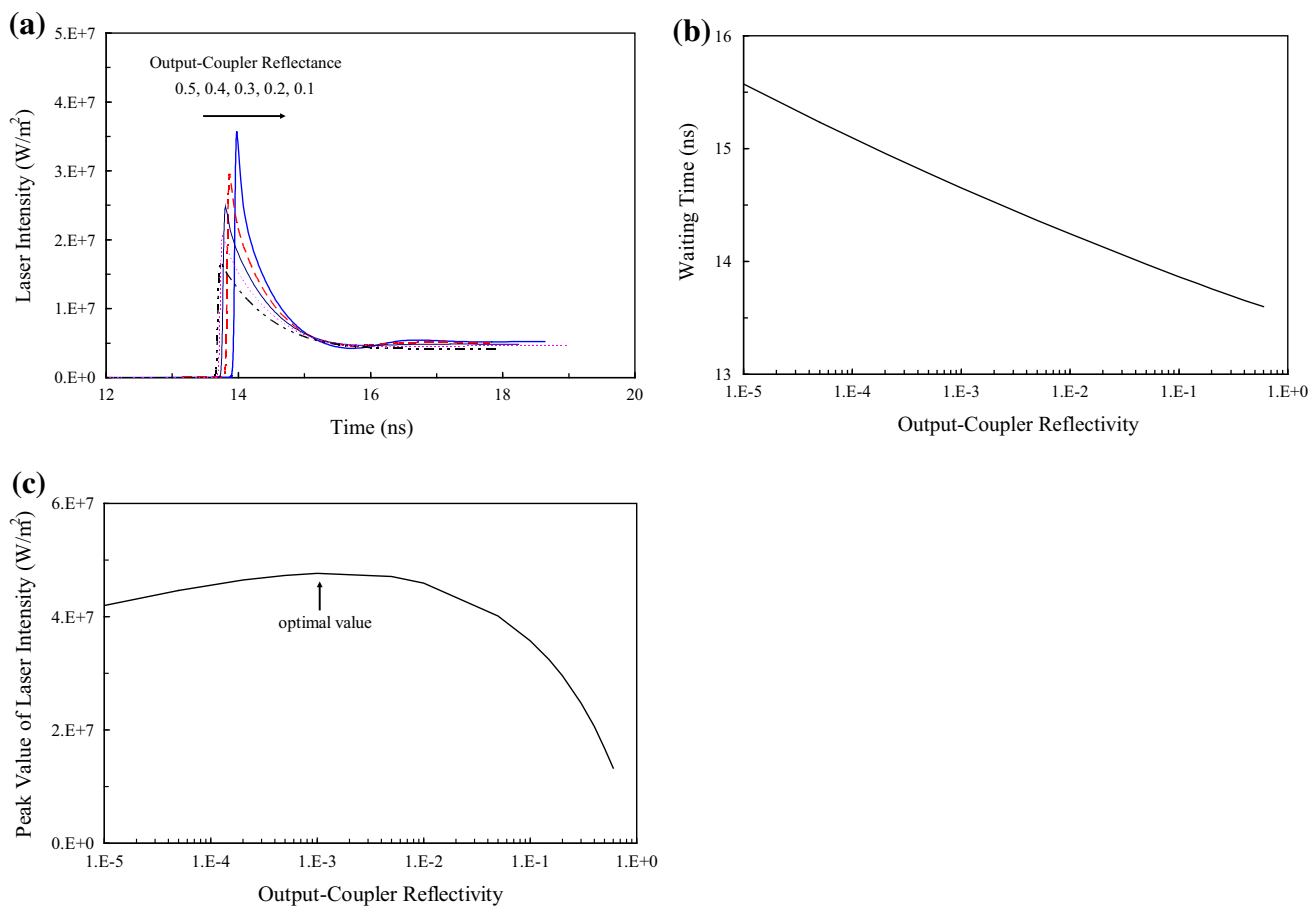 (a)
5.E+7
4.E+7
3.E+7
2.E+7
1.E+7
0.E+0
Laser Intensity (W/m²)
Output-Coupler Reflectance
0.5, 0.4, 0.3, 0.2, 0.1
12
14
16
18
20
Time (ns)
(b)
16
15
14
13
Waiting Time (ns)
1.E-5
1.E-4
1.E-3
1.E-2
1.E-1
1.E+0
Output-Coupler Reflectivity
(c)
6.E+7
4.E+7
2.E+7
0.E+0
Peak Value of Laser Intensity (W/m²)
optimal value
1.E-5
1.E-4
1.E-3
1.E-2
1.E-1
1.E+0
Output-Coupler Reflectivity